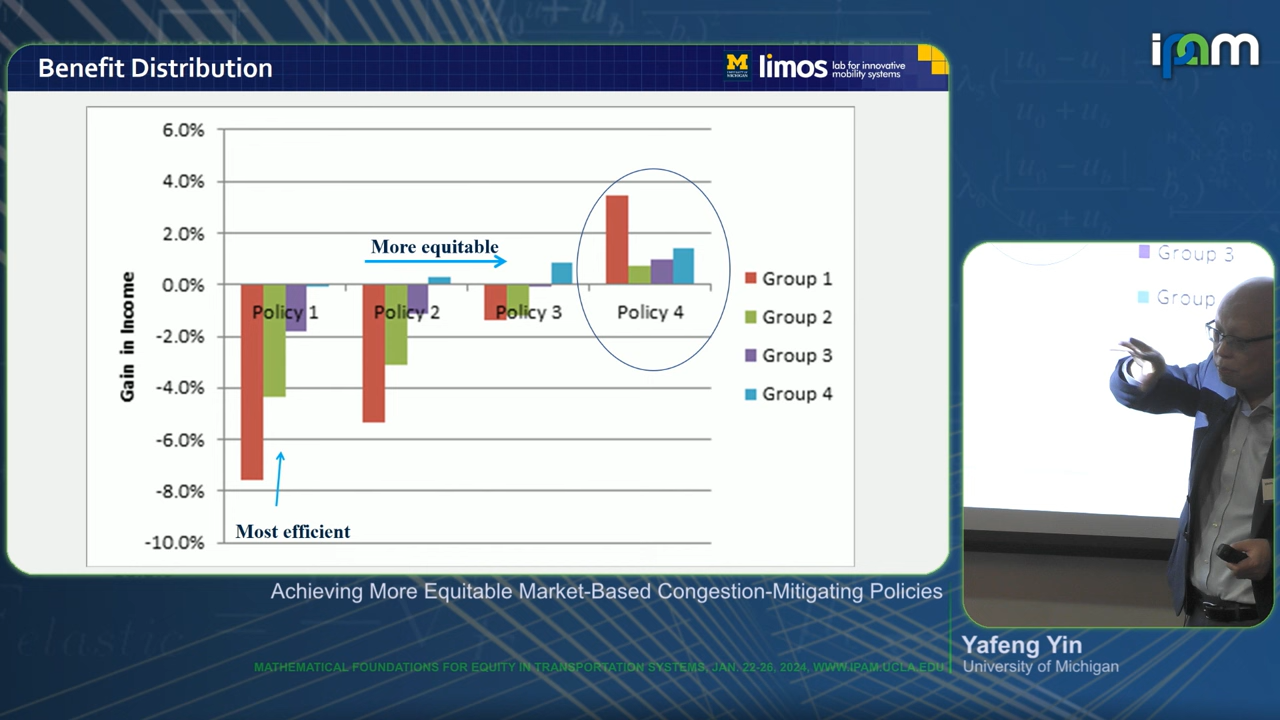 Benefit Distribution
M
limos lab for innovative
mobility systems
ipam
6.0%
4.0%
2.0%
0.0%
-2.0%
-4.0%
-6.0%
-8.0%
-10.0%
Gain in Income
More equitable
Most efficient
Policy 1
Policy 2
Policy 3
Policy 4
Group 1
Group 2
Group 3
Group 4
Group 3
Group
Achieving More Equitable Market-Based Congestion-Mitigating Policies
Yafeng Yin
University of Michigan
MATHEMATICAL FOUNDATIONS FOR EQUITY IN TRANSPORTATION SYSTEMS, JAN. 22-26, 2024, WWW.IPAM.UCLA.EDU
elastic